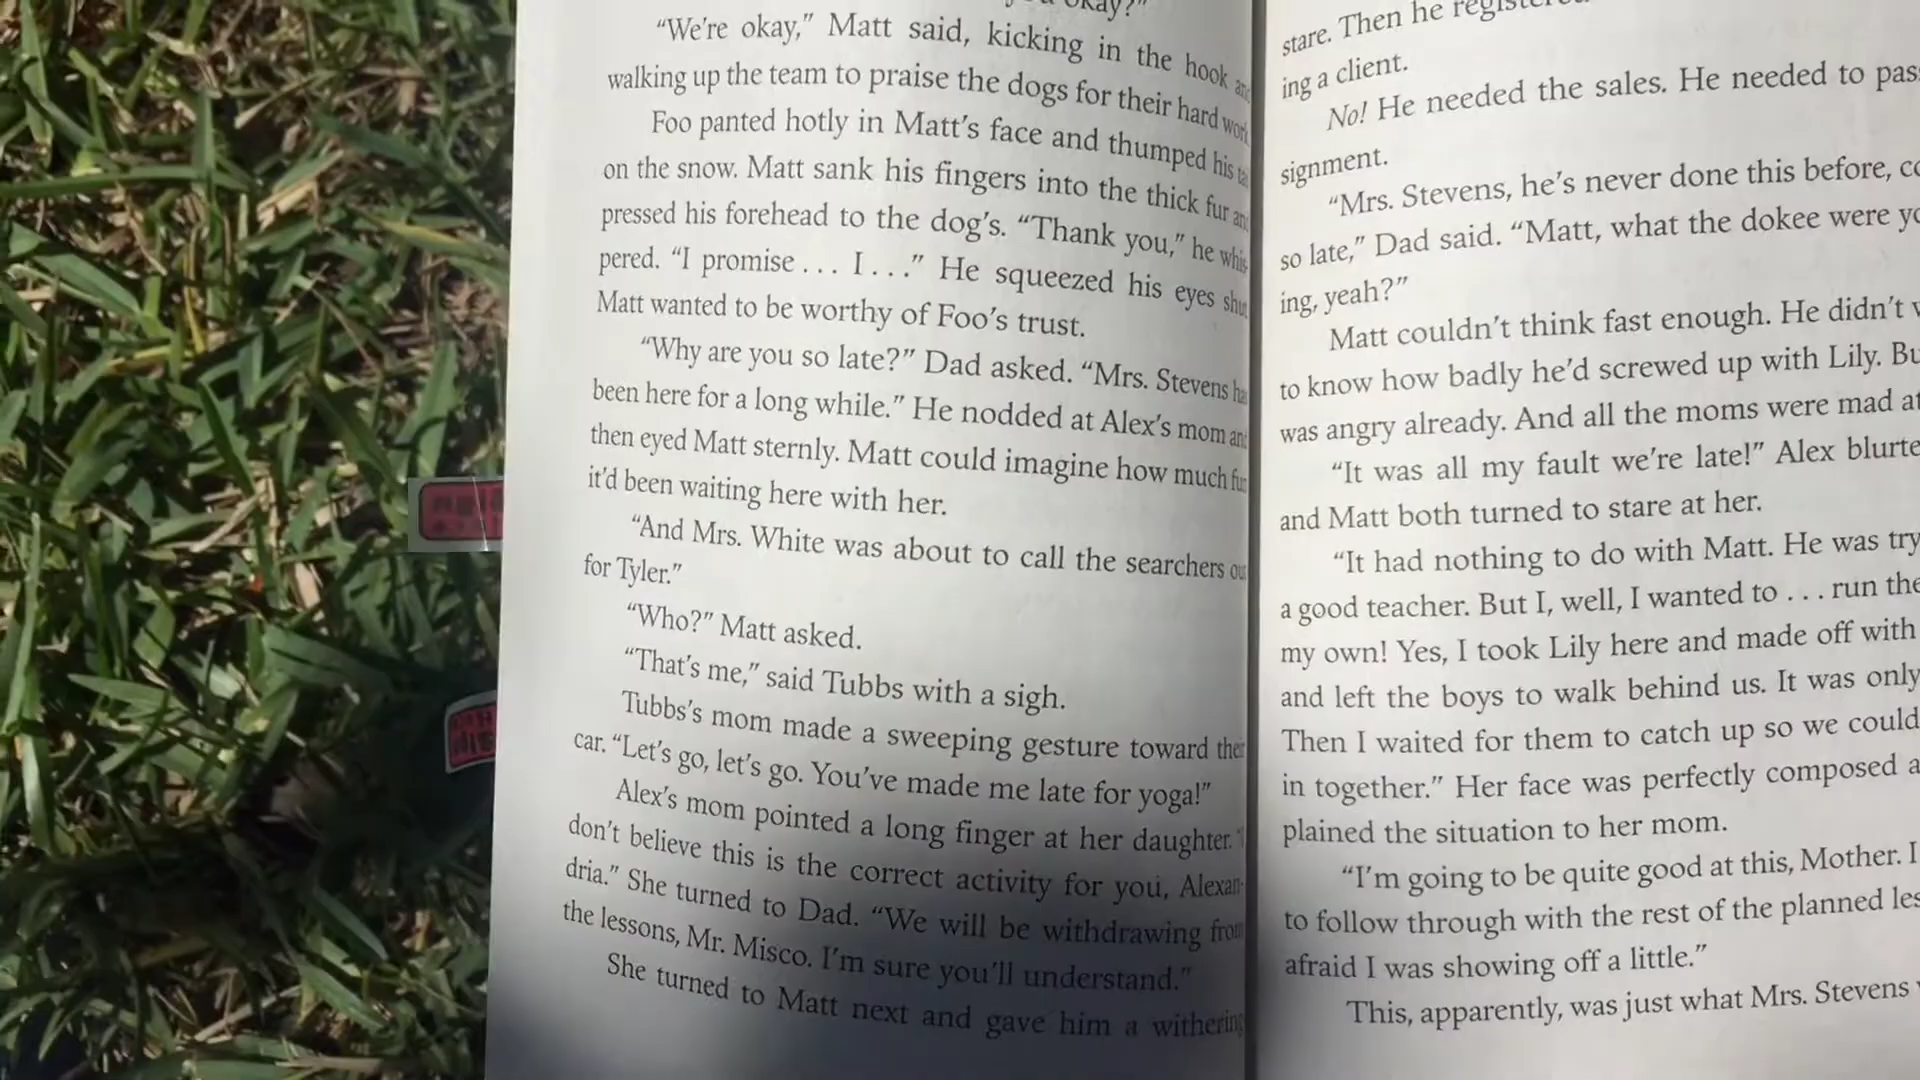 okay?"
"We're okay," Matt said, kicking in the hook
walking up the team to praise the dogs for their hard
Foo panted hotly in Matt's face and thumped his
on the snow. Matt sank his fingers into the thick fur
pressed his forehead to the dog's. "Thank you," he whis-
pered. "I promise . . . I . . ." He squeezed his eyes
Matt wanted to be worthy of Foo's trust.
"Why are you so late?" Dad asked. "Mrs. Stevens
been here for a long while." He nodded at Alex's mom
then eyed Matt sternly. Matt could imagine how much
it'd been waiting here with her.
"And Mrs. White was about to call the searchers
for Tyler."
"Who?" Matt asked.
"That's me," said Tubbs with a sigh.
Tubbs's mom made a sweeping gesture toward
car. "Let's go, let's go. You've made me late for yoga!"
Alex's mom pointed a long finger at her daughter.
don't believe this is the correct activity for you, Alexan-
dria." She turned to Dad. "We will be withdrawing from
the lessons, Mr. Misco. I'm sure you'll understand."
She turned to Matt next and gave him a withering
stare. Then he
ing a client.
No! He needed the sales. He needed to
signment.
"Mrs. Stevens, he's never done this before,
so late," Dad said. "Matt, what the dokee were
ing, yeah?"
Matt couldn't think fast enough. He didn't
to know how badly he'd screwed up with Lily.
was angry already. And all the moms were mad at
"It was all my fault we're late!" Alex
and Matt both turned to stare at her.
"It had nothing to do with Matt. He was
a good teacher. But I, well, I wanted to . . . run
my own! Yes, I took Lily here and made off with
and left the boys to walk behind us. It was only
Then I waited for them to catch up so we could
in together." Her face was perfectly composed
plained the situation to her mom.
"I'm going to be quite good at this, Mother. I
to follow through with the rest of the planned
afraid I was showing off a little."
This, apparently, was just what Mrs. Stevens